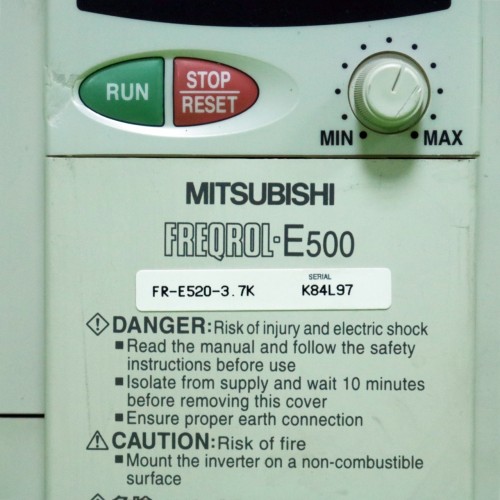 RUN
STOP
RESET
MIN
MAX
MITSUBISHI
FREQROL-E500
SERIAL
FR-E520-3.7K K84L97
DANGER: Risk of injury and electric shock
■Read the manual and follow the safety
instructions before use
■Isolate from supply and wait 10 minutes
before removing this cover
■Ensure proper earth connection
CAUTION: Risk of fire
■Mount the inverter on a non-combustible
surface